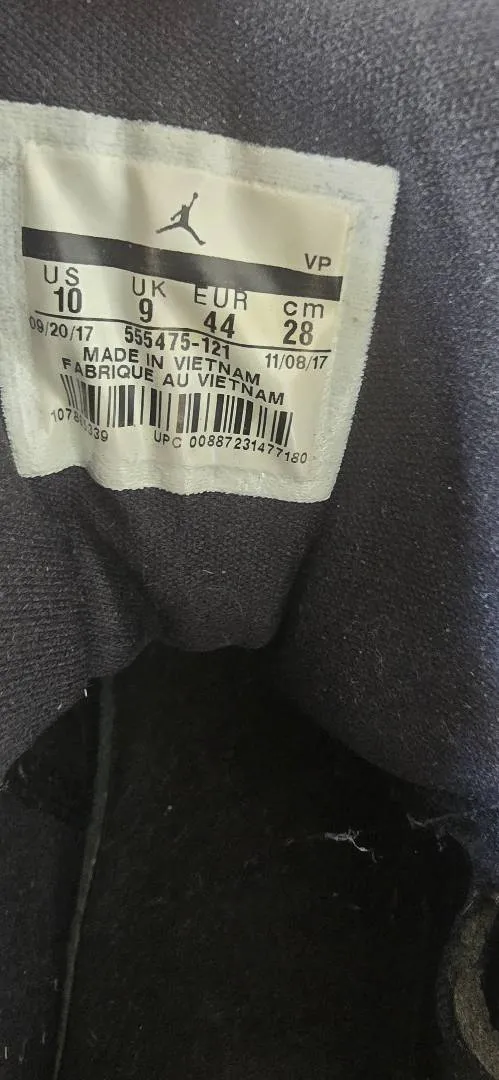 VP
US UK EUR cm
10 9 44 28
09/20/17 555475-121 11/08/17
MADE IN VIETNAM
FABRIQUE AU VIETNAM
UPC 00887231477180